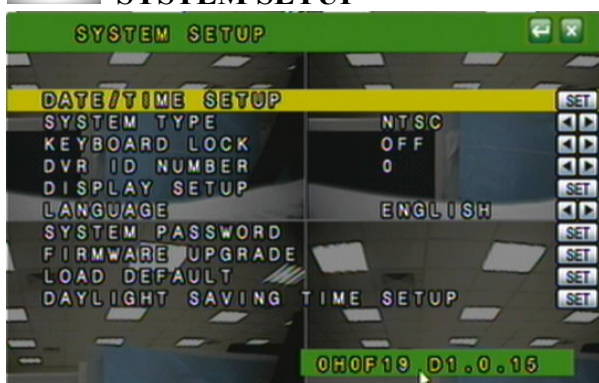 SYSTEM SETUP
SYSTEM SETUP
DATE/TIME SETUP SET
SYSTEM TYPE NTSC
KEYBOARD LOCK OFF
DVR ID NUMBER 0
DISPLAY SETUP SET
LANGUAGE ENGLISH
SYSTEM PASSWORD SET
FIRMWARE UPGRADE SET
LOAD DEFAULT SET
DAYLIGHT SAVING TIME SETUP SET
0H0F19 D1.0.15